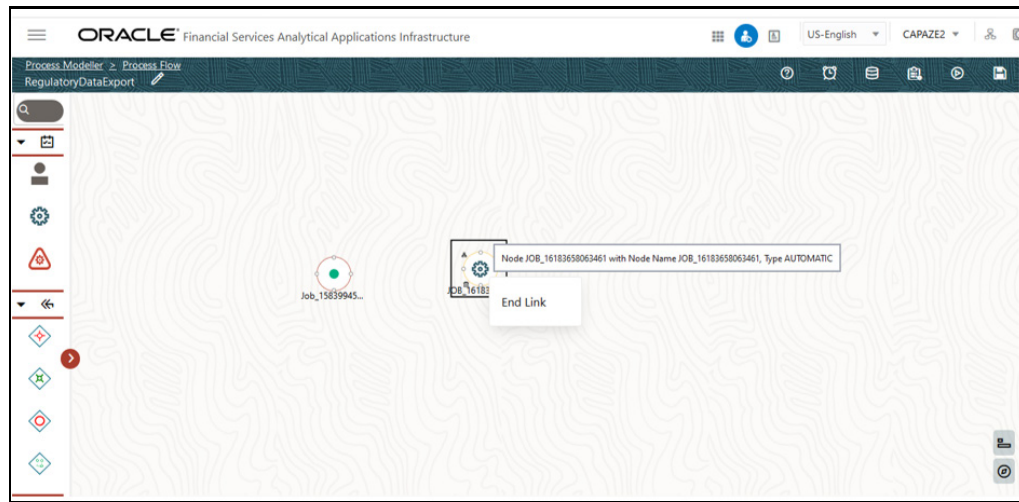 ORACLE® Financial Services Analytical Applications Infrastructure
US-English
CAPAZE2
Process Modeller > Process Flow
RegulatoryDataExport
Node JOB_16183658063461 with Node Name JOB_16183658063461, Type AUTOMATIC
JOB_16183
Job_15839945...
End Link